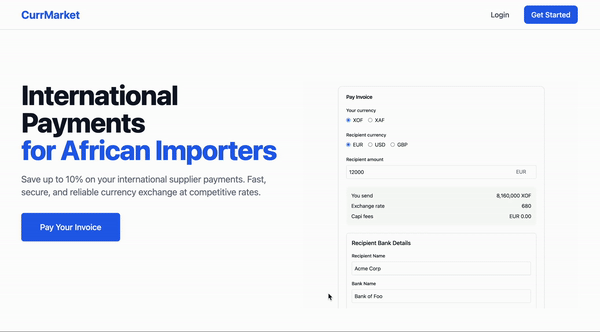 CurrMarket
Login
Get Started
International
Payments
for African Importers
Save up to 10% on your international supplier payments. Fast,
secure, and reliable currency exchange at competitive rates.
Pay Your Invoice
Pay Invoice
Your currency
XOF XAF
Recipient currency
EUR USD GBP
Recipient amount
12000 EUR
You send 8,160,000 XOF
Exchange rate 680
Capi fees EUR 0.00
Recipient Bank Details
Recipient Name
Acme Corp
Bank Name
Bank of Foo